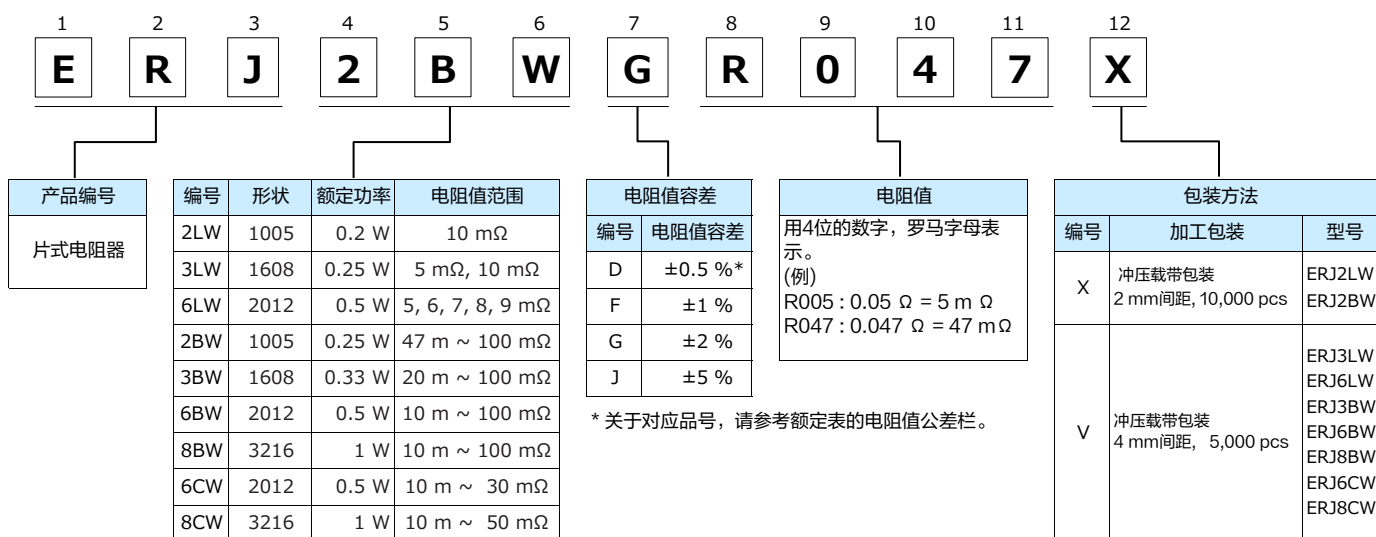 1 2 3 4 5 6 7 8 9 10 11 12
E R J 2 B W G R 0 4 7 X
产品编号
片式电阻器
编号 形状 额定功率 电阻值范围
2LW 1005 0.2 W 10 mΩ
3LW 1608 0.25 W 5 mΩ, 10 mΩ
6LW 2012 0.5 W 5, 6, 7, 8, 9 mΩ
2BW 1005 0.25 W 47 m ~ 100 mΩ
3BW 1608 0.33 W 20 m ~ 100 mΩ
6BW 2012 0.5 W 10 m ~ 100 mΩ
8BW 3216 1 W 10 m ~ 100 mΩ
6CW 2012 0.5 W 10 m ~ 30 mΩ
8CW 3216 1 W 10 m ~ 50 mΩ
电阻值容差
编号 电阻值容差
D ±0.5 %*
F ±1 %
G ±2 %
J ±5 %
* 关于对应品号，请参考额定表的电阻值公差栏。
电阻值
用4位的数字，罗马字母表
示。
(例)
R005 : 0.05 Ω = 5 m Ω
R047 : 0.047 Ω = 47 mΩ
包装方法
编号 加工包装 型号
X 冲压载带包装
2 mm间距, 10,000 pcs
ERJ2LW
ERJ2BW
V 冲压载带包装
4 mm间距, 5,000 pcs
ERJ3LW
ERJ6LW
ERJ3BW
ERJ6BW
ERJ8BW
ERJ6CW
ERJ8CW